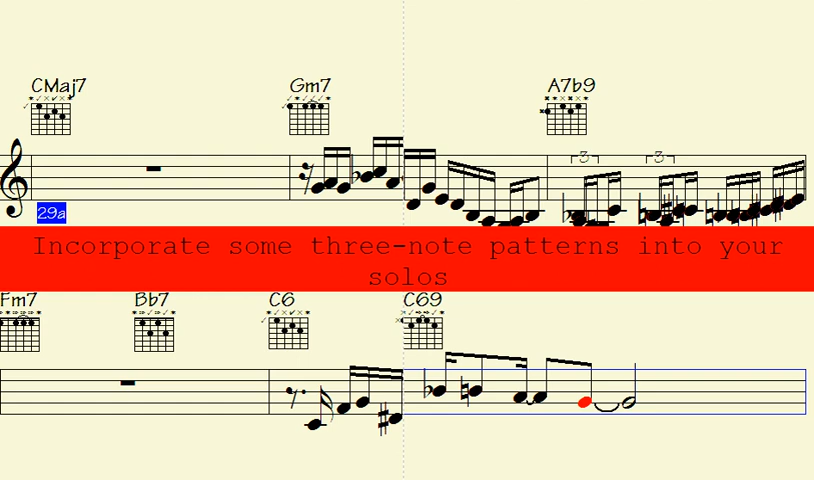 CMaj7 Gm7 A7b9
3 3
29a
Incorporate some three-note patterns into your
solos
Fm7 Bb7 C6 C69